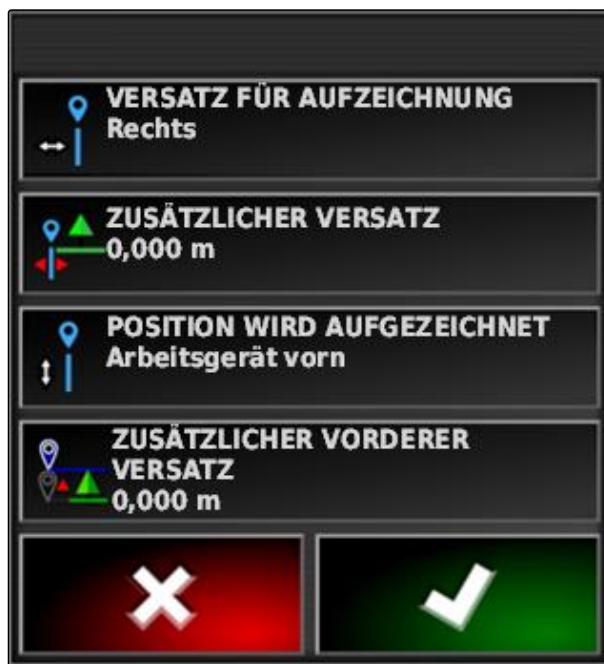 VERSATZ FÜR AUFZEICHNUNG
Rechts
ZUSÄTZLICHER VERSATZ
0,000 m
POSITION WIRD AUFGEZEICHNET
Arbeitsgerät vorn
ZUSÄTZLICHER VORDERER
VERSATZ
0,000 m